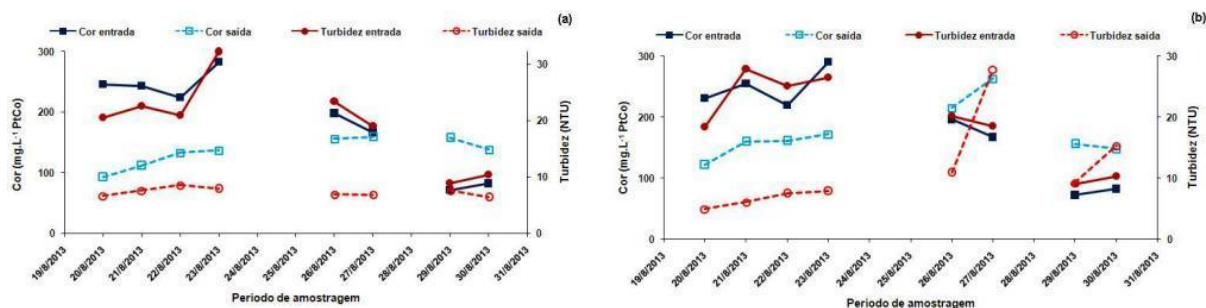 (a)
Cor entrada Cor saída Turbidez entrada Turbidez saída
300
200
100
0
Cor (mg.L-1 PtCo)
30
20
10
0
Turbidez (NTU)
19/8/2013 20/8/2013 21/8/2013 22/8/2013 23/8/2013 24/8/2013 25/8/2013 26/8/2013 27/8/2013 28/8/2013 29/8/2013 30/8/2013 31/8/2013
Periodo de amostragem
(b)
Cor entrada Cor saída Turbidez entrada Turbidez saída
300
200
100
0
Cor (mg.L-1 PtCo)
30
20
10
0
Turbidez (NTU)
19/8/2013 20/8/2013 21/8/2013 22/8/2013 23/8/2013 24/8/2013 25/8/2013 26/8/2013 27/8/2013 28/8/2013 29/8/2013 30/8/2013 31/8/2013
Periodo de amostragem